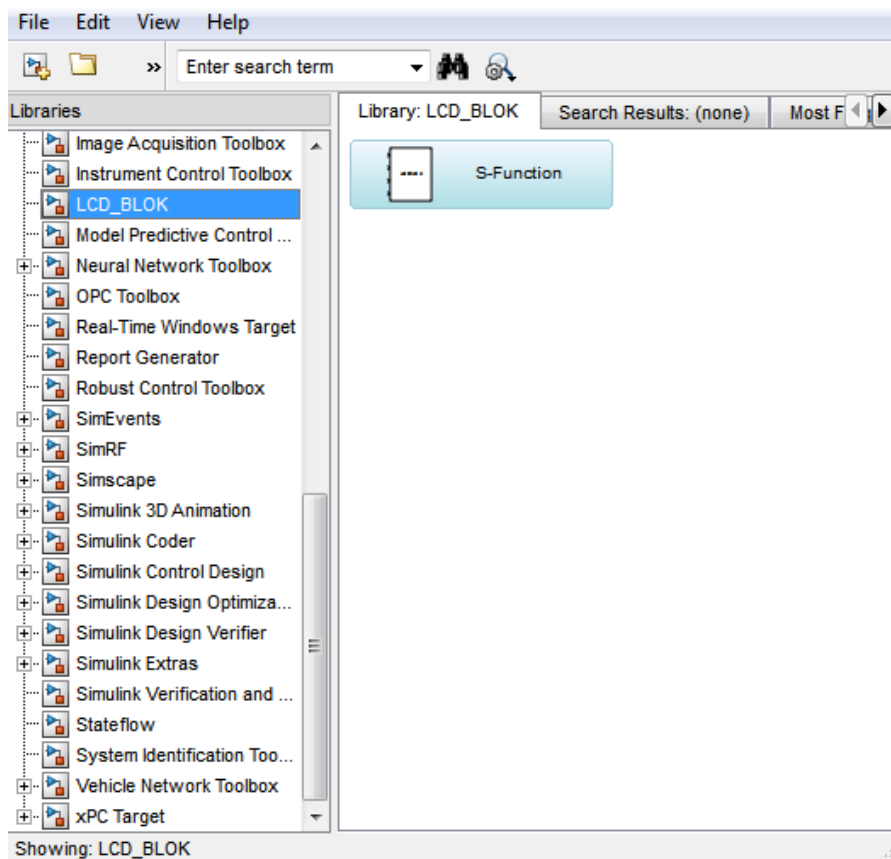 File Edit View Help
» Enter search term
Libraries
Library: LCD_BLOK Search Results: (none) Most F
Image Acquisition Toolbox
Instrument Control Toolbox
LCD_BLOK
Model Predictive Control ...
Neural Network Toolbox
OPC Toolbox
Real-Time Windows Target
Report Generator
Robust Control Toolbox
SimEvents
SimRF
Simscape
Simulink 3D Animation
Simulink Coder
Simulink Control Design
Simulink Design Optimiza...
Simulink Design Verifier
Simulink Extras
Simulink Verification and ...
Stateflow
System Identification Too...
Vehicle Network Toolbox
xPC Target
S-Function
Showing: LCD_BLOK